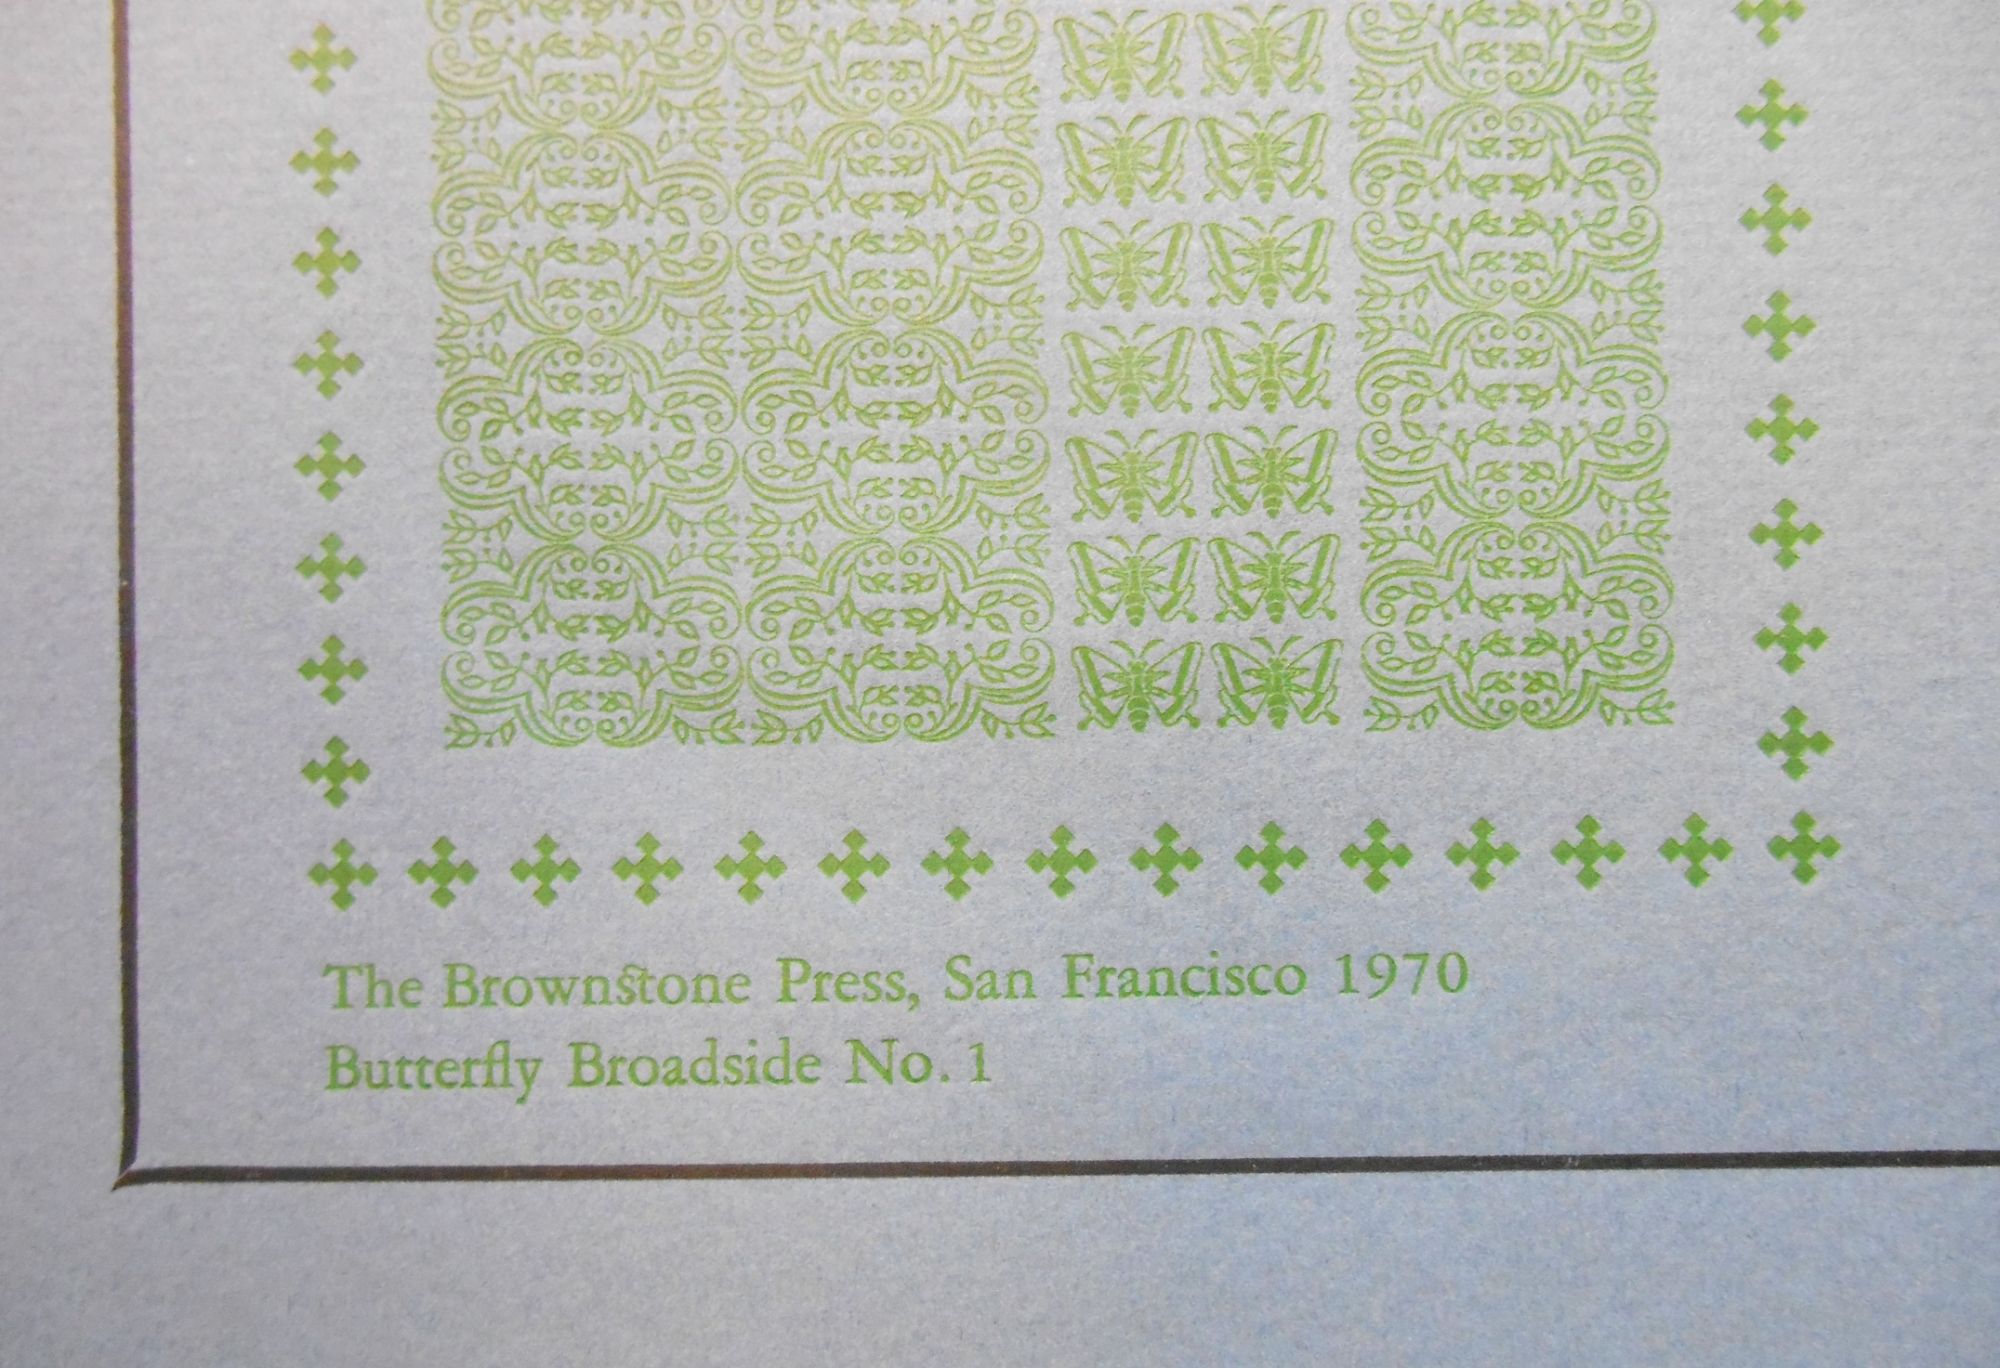 The Brownstone Press, San Francisco 1970
Butterfly Broadside No. 1